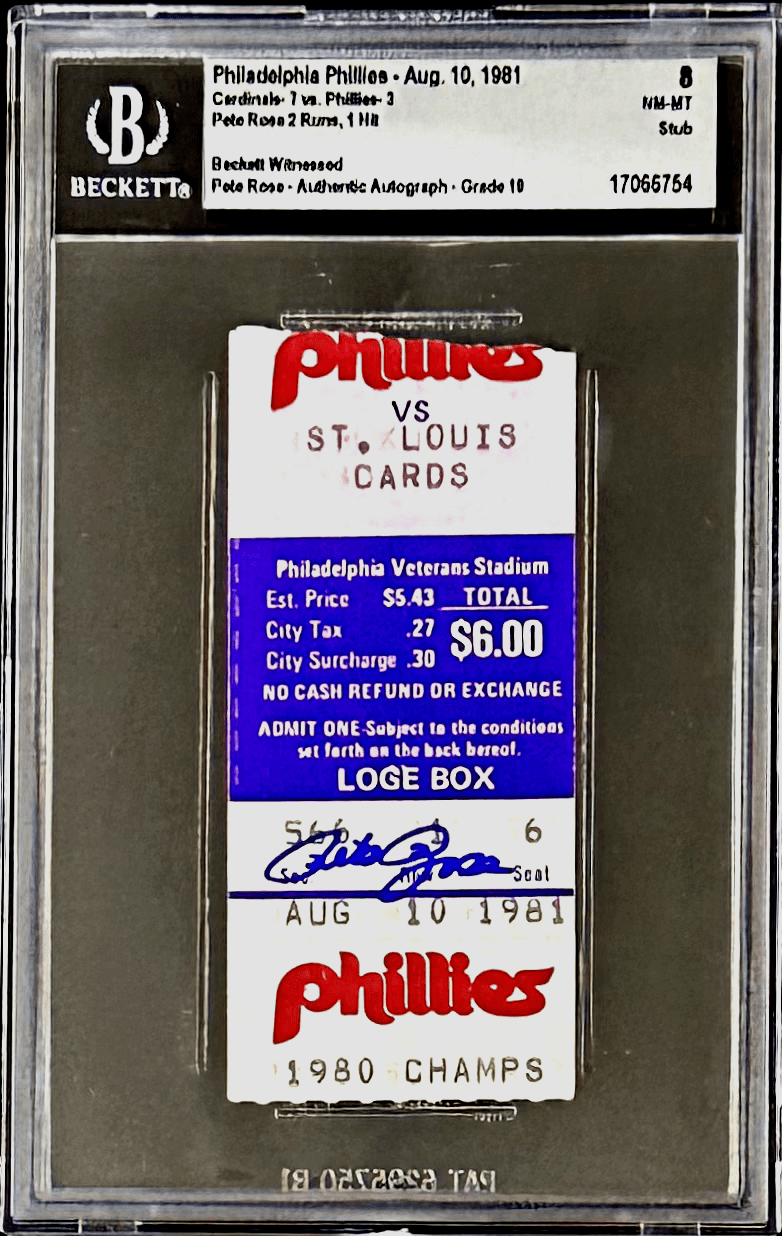 Philadelphia Phillies - Aug. 10, 1981
Cardinals- 7 vs. Phillies- 3
Pete Rose 2 Runs, 1 Hit
Beckett Witnessed
Pete Rose - Authentic Autograph - Grade 10
8
NM-MT
Stub
17066754
B
BECKETT®
phillies
VS
ST. LOUIS
CARDS
Philadelphia Veterans Stadium
Est. Price $5.43 TOTAL
City Tax .27 $6.00
City Surcharge .30
NO CASH REFUND OR EXCHANGE
ADMIT ONE-Subject to the conditions
set forth on the back hereof.
LOGE BOX
566 1 6
Pete Rose
Seat
AUG 10 1981
phillies
1980 CHAMPS
PAT 6295750 B1